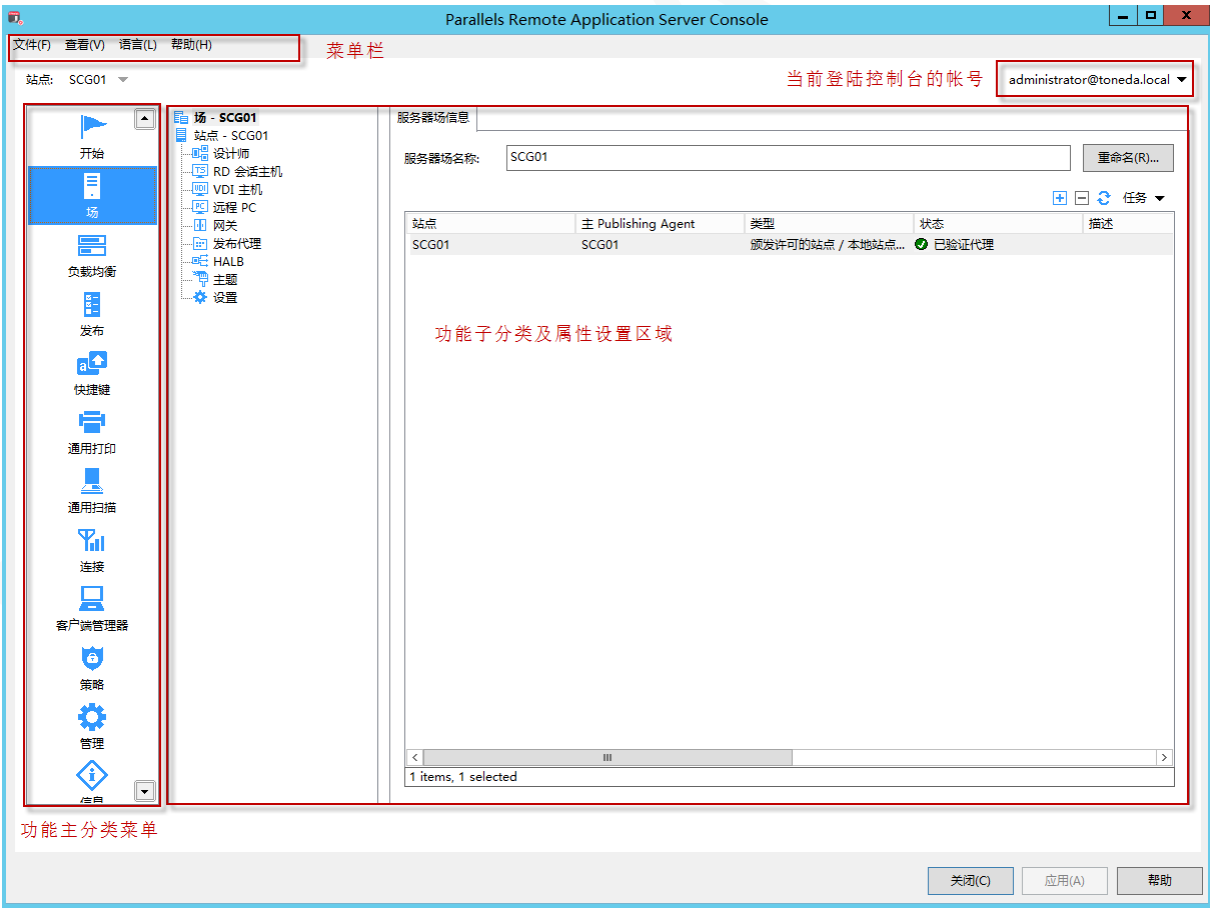 Parallels Remote Application Server Console
文件(F) 查看(V) 语言(L) 帮助(H)
菜单栏
站点: SCG01
当前登陆控制台的帐号
administrator@toneda.local
开始
场
负载均衡
发布
快捷键
通用打印
通用扫描
连接
客户端管理器
策略
管理
信息
场 - SCG01
站点 - SCG01
设计师
TS RD 会话主机
VDI VDI 主机
PC 远程 PC
网关
发布代理
HALB
主题
设置
服务器场信息
服务器场名称: SCG01 重命名(R)...
任务
站点 主 Publishing Agent 类型 状态 描述
SCG01 SCG01 颁发许可的站点 / 本地站点... 已验证代理
功能子分类及属性设置区域
1 items, 1 selected
功能主分类菜单
关闭(C) 应用(A) 帮助